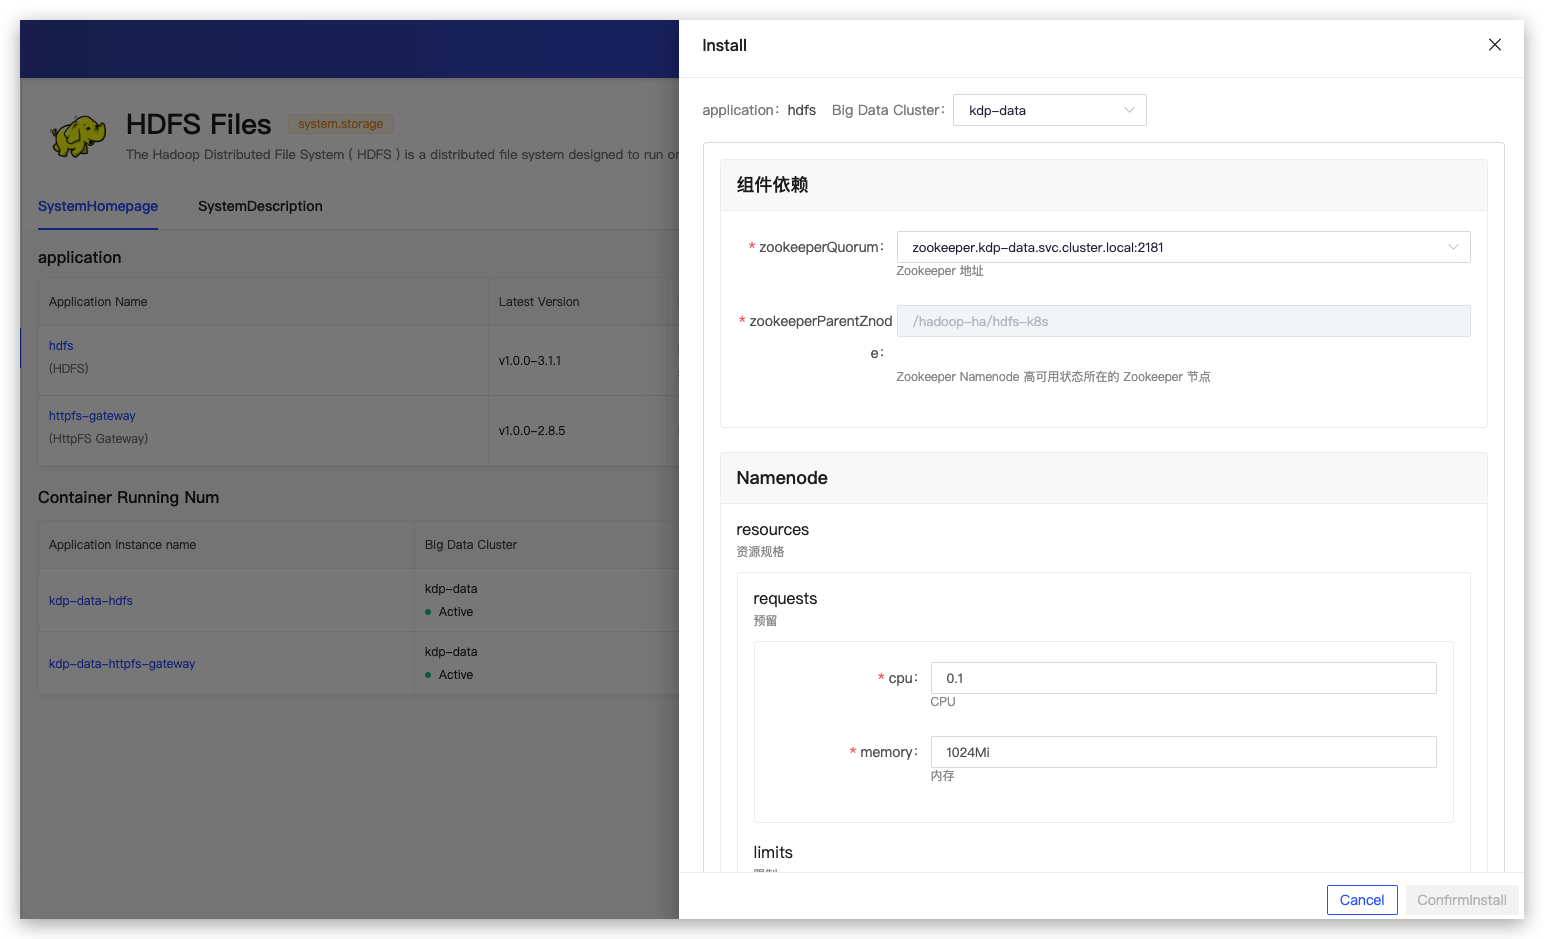 HDFS Files
system.storage
The Hadoop Distributed File System ( HDFS ) is a distributed file system designed to run
SystemHomepage
SystemDescription
application
Application Name
Latest Version
hdfs
(HDFS)
v1.0.0-3.1.1
httpfs-gateway
(HttpFS Gateway)
v1.0.0-2.8.5
Container Running Num
Application instance name
Big Data Cluster
kdp-data-hdfs
kdp-data
Active
kdp-data-httpfs-gateway
kdp-data
Active
Install
application: hdfs Big Data Cluster: kdp-data
组件依赖
* zookeeperQuorum: zookeeper.kdp-data.svc.cluster.local:2181
Zookeeper 地址
* zookeeperParentZnod /hadoop-ha/hdfs-k8s
e:
Zookeeper Namenode 高可用状态所在的 Zookeeper 节点
Namenode
resources
资源规格
requests
预留
* cpu: 0.1
CPU
* memory: 1024Mi
内存
limits
Cancel
ConfirmInstall